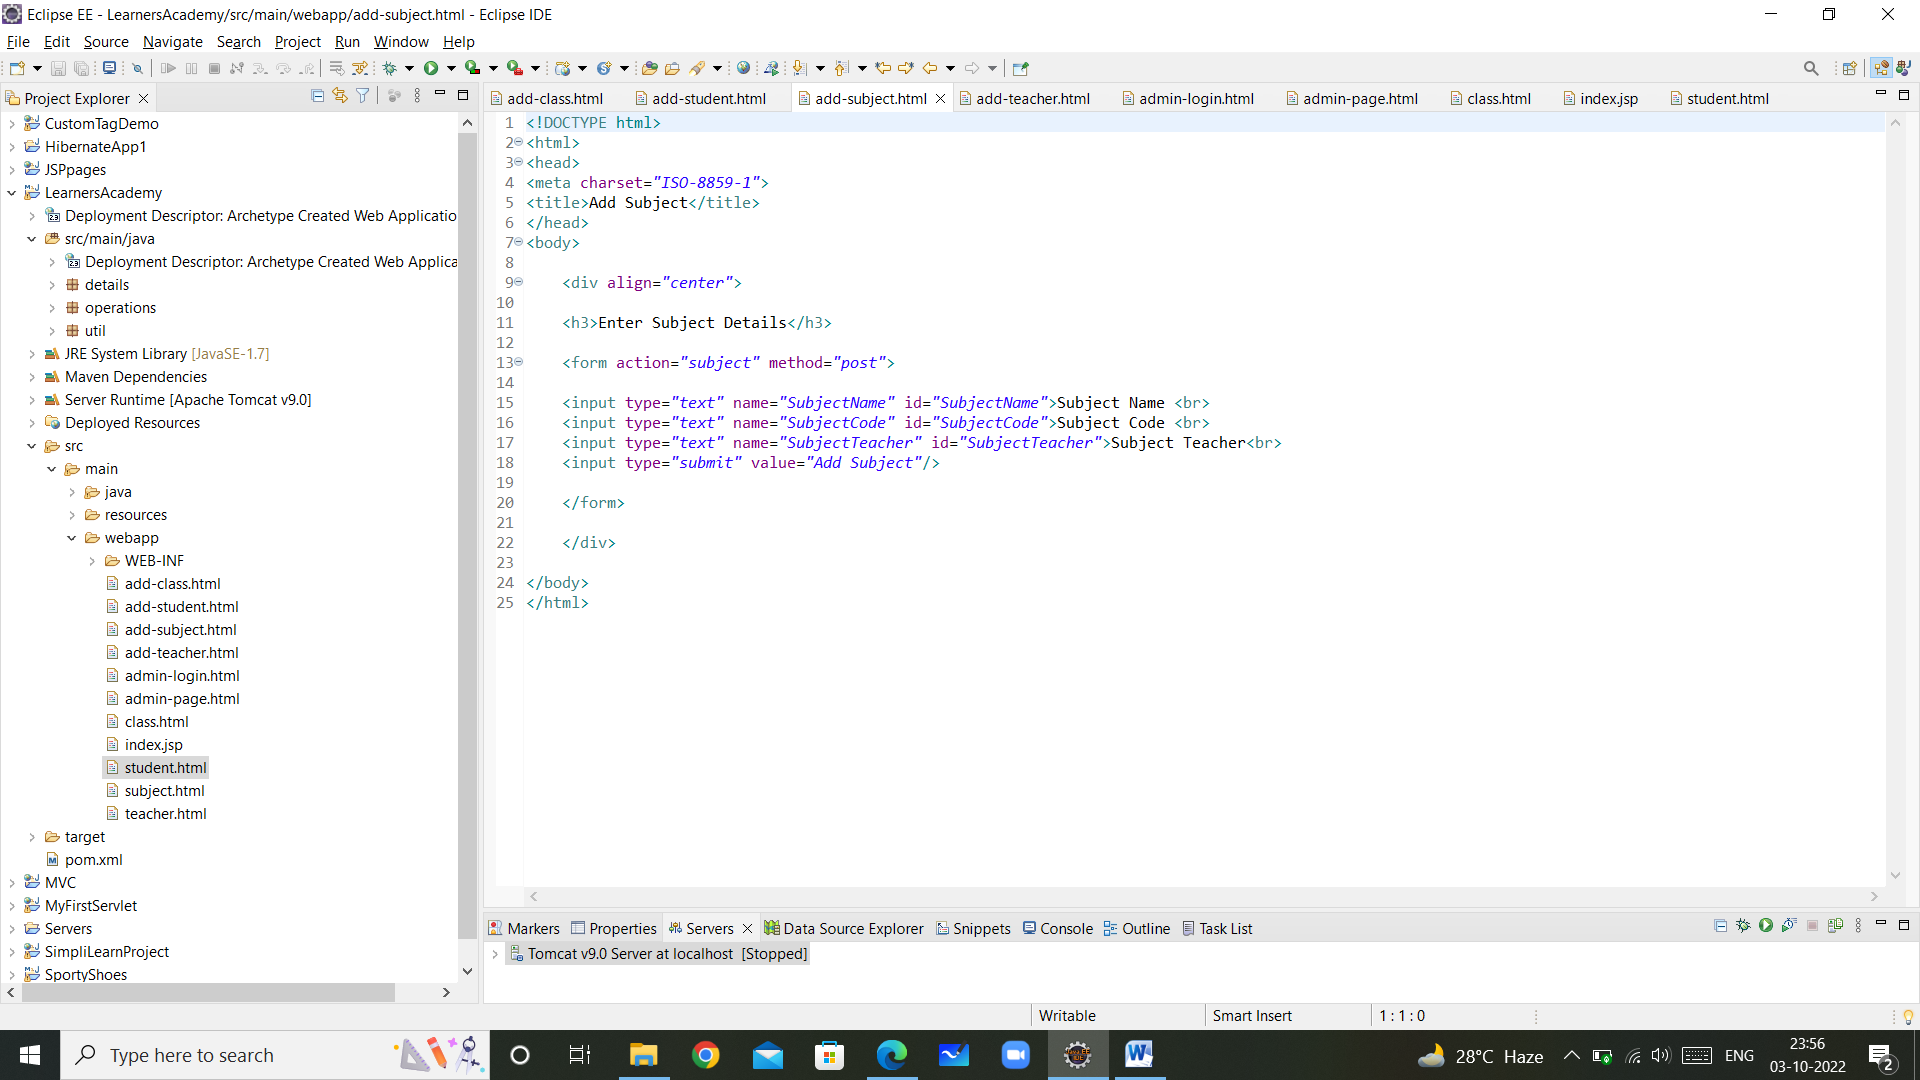 Eclipse EE - LearnersAcademy/src/main/webapp/add-subject.html - Eclipse IDE
File Edit Source Navigate Search Project Run Window Help
Project Explorer
CustomTagDemo
HibernateApp1
JSPpages
LearnersAcademy
Deployment Descriptor: Archetype Created Web Applicatio
src/main/java
Deployment Descriptor: Archetype Created Web Applica
details
operations
util
JRE System Library [JavaSE-1.7]
Maven Dependencies
Server Runtime [Apache Tomcat v9.0]
Deployed Resources
src
main
java
resources
webapp
WEB-INF
add-class.html
add-student.html
add-subject.html
add-teacher.html
admin-login.html
admin-page.html
class.html
index.jsp
student.html
subject.html
teacher.html
target
pom.xml
MVC
MyFirstServlet
Servers
SimpliLearnProject
SportyShoes
add-class.html add-student.html add-subject.html add-teacher.html admin-login.html admin-page.html class.html index.jsp student.html
1 <!DOCTYPE html>
2 <html>
3 <head>
4 <meta charset="ISO-8859-1">
5 <title>Add Subject</title>
6 </head>
7 <body>
8
9 <div align="center">
10
11 <h3>Enter Subject Details</h3>
12
13 <form action="subject" method="post">
14
15 <input type="text" name="SubjectName" id="SubjectName">Subject Name <br>
16 <input type="text" name="SubjectCode" id="SubjectCode">Subject Code <br>
17 <input type="text" name="SubjectTeacher" id="SubjectTeacher">Subject Teacher<br>
18 <input type="submit" value="Add Subject"/>
19
20 </form>
21
22 </div>
23
24 </body>
25 </html>
Markers Properties Servers Data Source Explorer Snippets Console Outline Task List
Tomcat v9.0 Server at localhost [Stopped]
Writable Smart Insert 1 : 1 : 0
Type here to search
28°C Haze ENG
23:56
03-10-2022
2